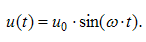 u(t) = u₀ · sin(ω·t).